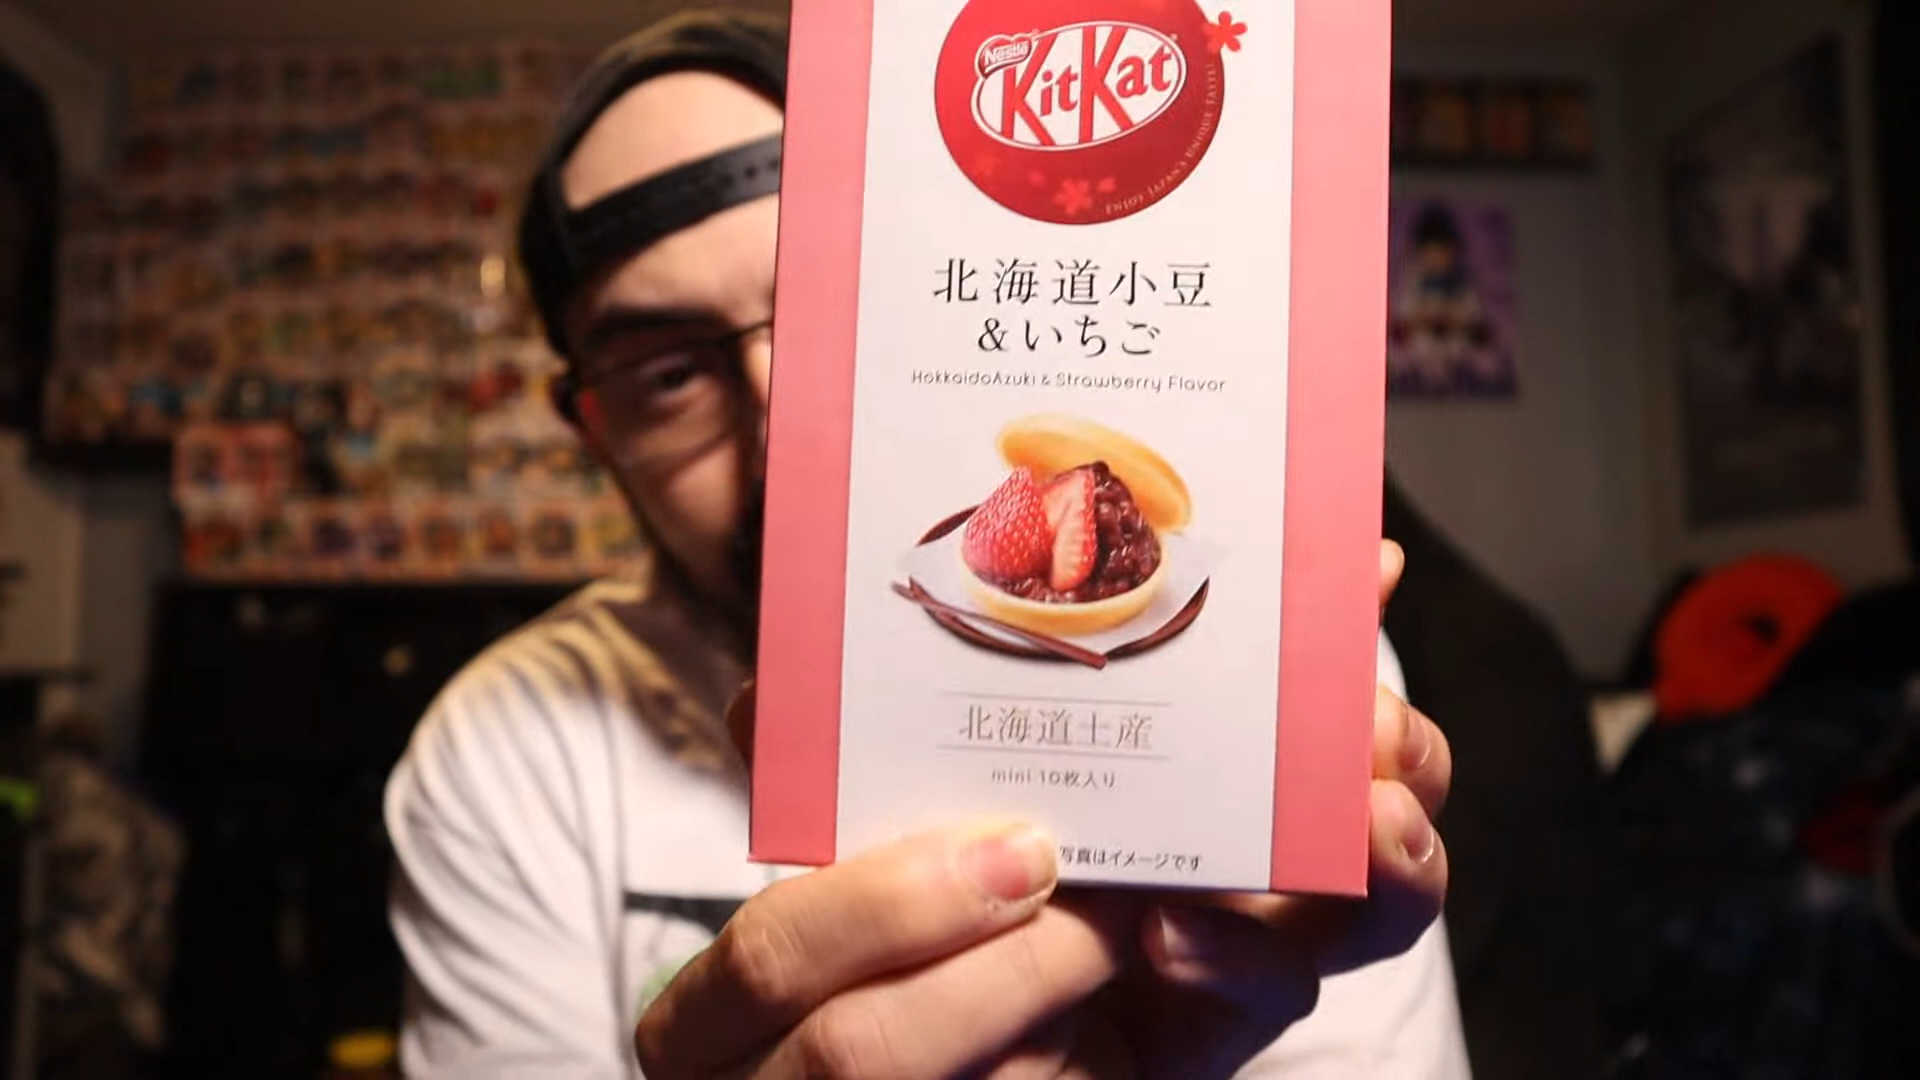 Nestlé
KitKat
ENJOY JAPAN'S UNIQUE TASTE!
北海道小豆
&いちご
HokkaidoAzuki & Strawberry Flavor
北海道土産
mini 10枚入り
写真はイメージです